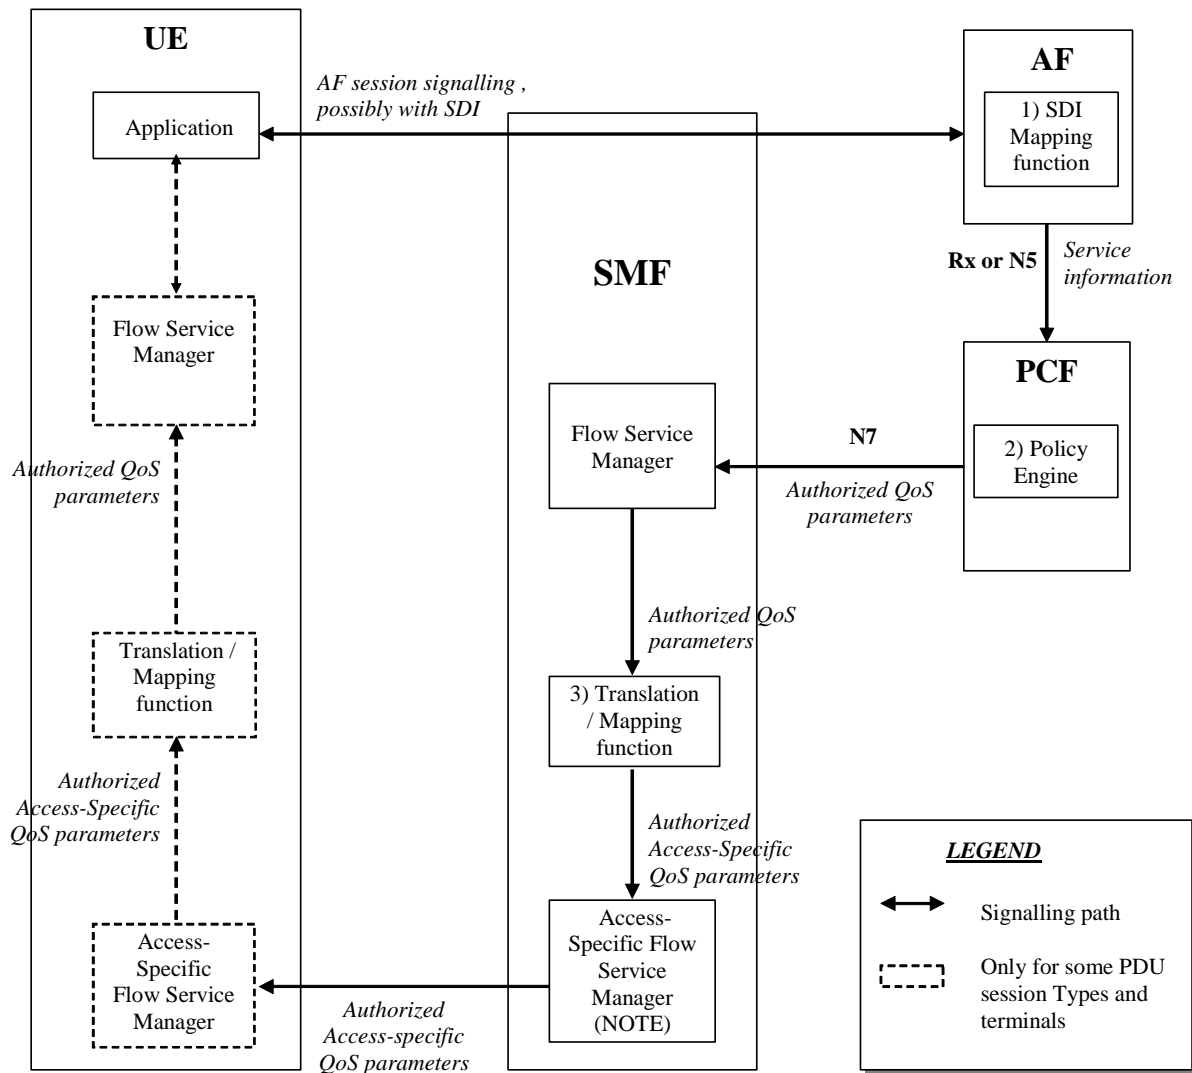 UE
AF session signalling ,
possibly with SDI
Application
AF
1) SDI
Mapping
function
Rx or N5
Service
information
SMF
Flow Service
Manager
PCF
2) Policy
Engine
N7
Authorized QoS
parameters
Flow Service
Manager
Authorized QoS
parameters
Authorized QoS
parameters
Translation /
Mapping
function
3) Translation
/ Mapping
function
Authorized
Access-Specific
QoS parameters
Authorized
Access-Specific
QoS parameters
Access-
Specific
Flow Service
Manager
Access-
Specific Flow
Service
Manager
(NOTE)
Authorized
Access-specific
QoS parameters
LEGEND
Signalling path
Only for some PDU
session Types and
terminals